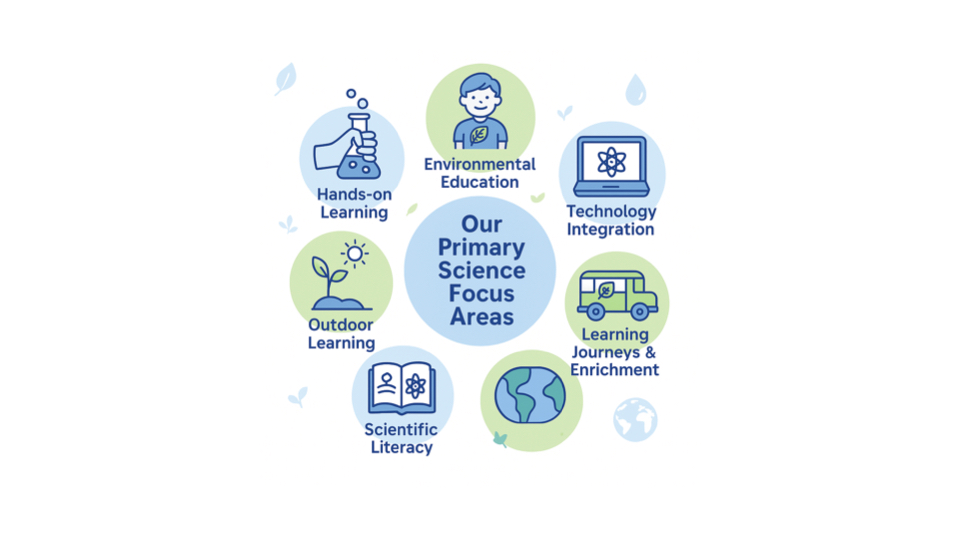 Environmental
Education
Hands-on
Learning
Technology
Integration
Our
Primary
Science
Focus
Areas
Outdoor
Learning
Learning
Journeys &
Enrichment
Scientific
Literacy